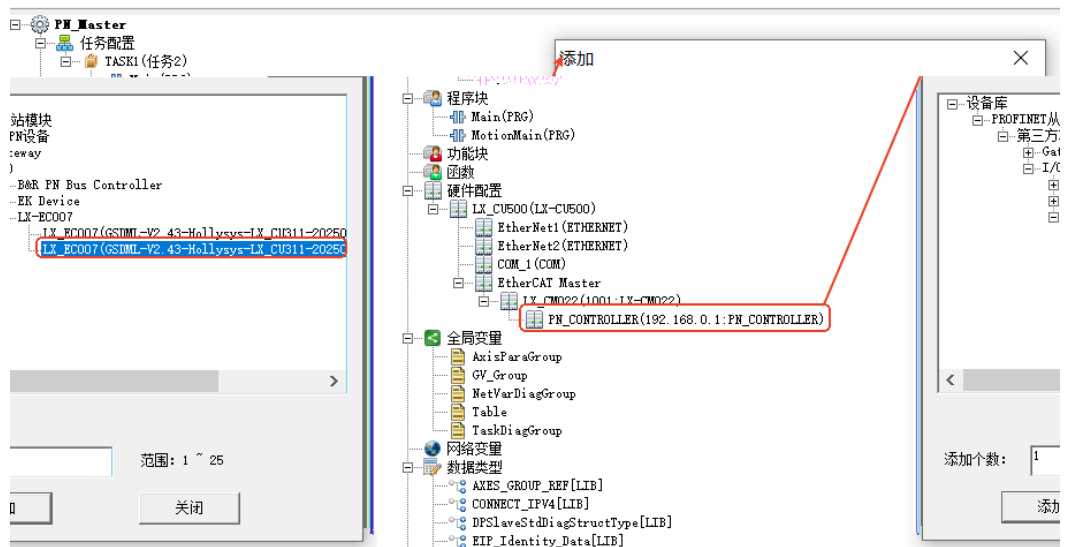 PN_Master
任务配置
TASK1(任务2)
添加
站模块
PN设备
eway
B&R PN Bus Controller
EK Device
LX-EC007
LX_EC007(GSDML-V2.43-Hollysys-LX_CU311-2025
LX_EC007(GSDML-V2.43-Hollysys-LX_CU311-2025
范围: 1 ~ 25
关闭
程序块
Main(PRG)
MotionMain(PRG)
功能块
函数
硬件配置
LX_CU500(LX-CU500)
EtherNet1(ETHERNET)
EtherNet2(ETHERNET)
COM_1(COM)
EtherCAT Master
LX_CM022(1001:LX-CM022)
PN_CONTROLLER(192.168.0.1:PN_CONTROLLER)
全局变量
AxisParaGroup
GV_Group
NetVarDiagGroup
Table
TaskDiagGroup
网络变量
数据类型
AXES_GROUP_REF[LIB]
CONNECT_IPV4[LIB]
DPSlaveStdDiagStructType[LIB]
EIP_Identity_Data[LIB]
设备库
PROFINET从
第三方
Gat
I/O
添加个数: 1
添加